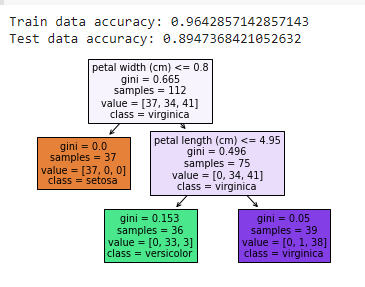 Train data accuracy: 0.9642857142857143
Test data accuracy: 0.8947368421052632
petal width (cm) <= 0.8
gini = 0.665
samples = 112
value = [37, 34, 41]
class = virginica
gini = 0.0
samples = 37
value = [37, 0, 0]
class = setosa
petal length (cm) <= 4.95
gini = 0.496
samples = 75
value = [0, 34, 41]
class = virginica
gini = 0.153
samples = 36
value = [0, 33, 3]
class = versicolor
gini = 0.05
samples = 39
value = [0, 1, 38]
class = virginica